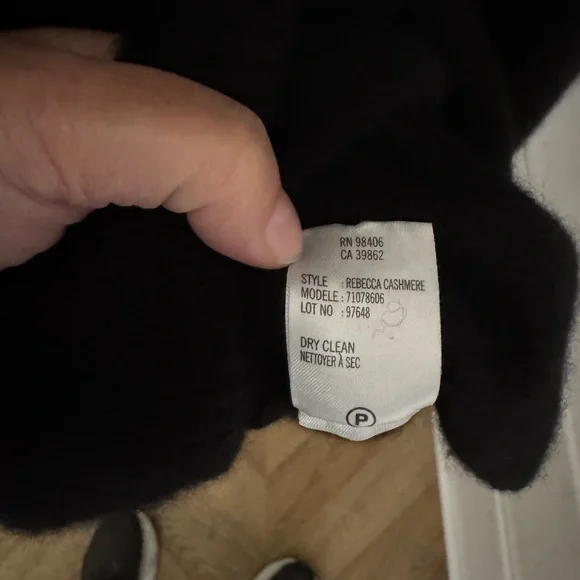 RN 98406
CA 39862
STYLE : REBECCA CASHMERE
MODELE : 71078606
LOT NO : 97648
DRY CLEAN
NETTOYER À SEC
P